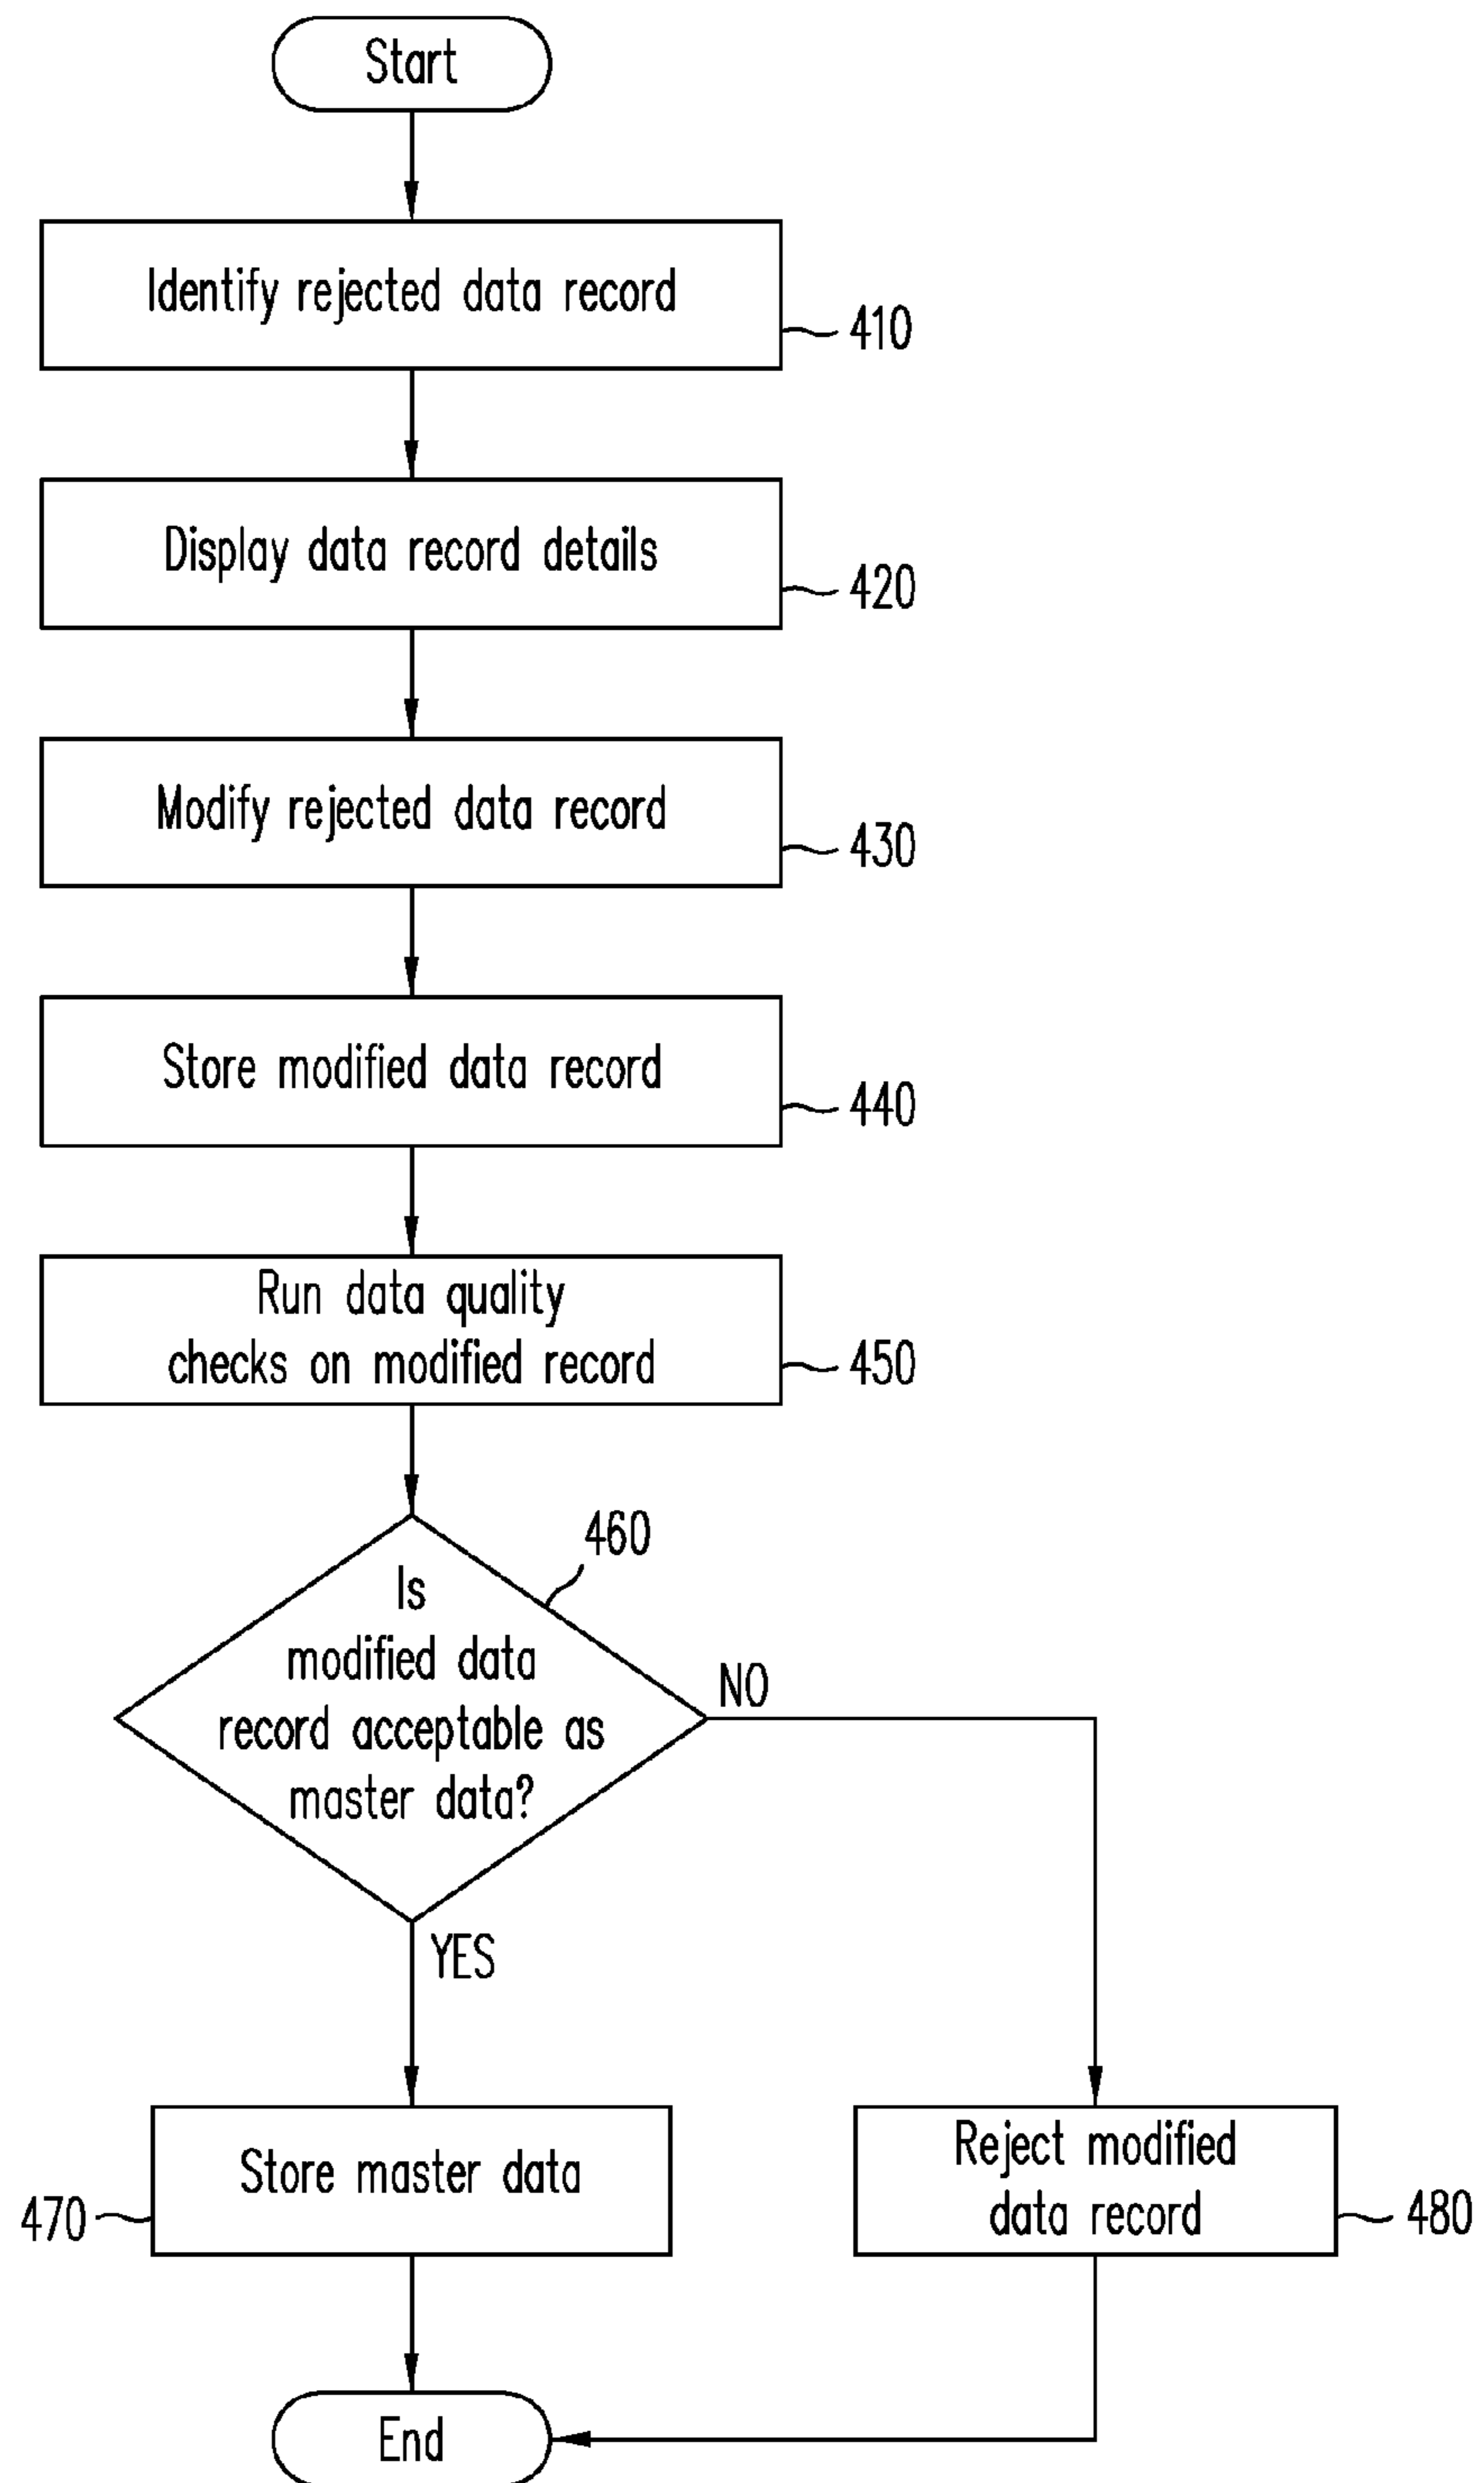 Start
Identify rejected data record
410
Display data record details
420
Modify rejected data record
430
Store modified data record
440
Run data quality
checks on modified record
450
460
Is
modified data
record acceptable as
master data?
NO
YES
Store master data
470
Reject modified
data record
480
End